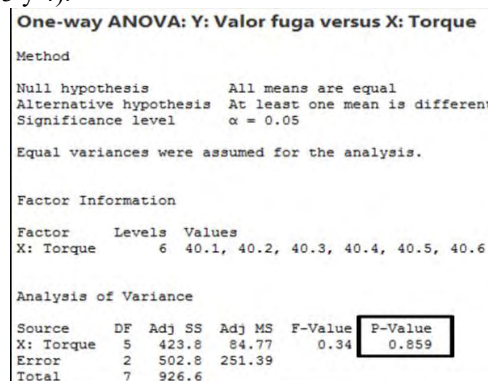 One-way ANOVA: Y: Valor fuga versus X: Torque
Method
Null hypothesis All means are equal
Alternative hypothesis At least one mean is different
Significance level α = 0.05
Equal variances were assumed for the analysis.
Factor Information
Factor Levels Values
X: Torque 6 40.1, 40.2, 40.3, 40.4, 40.5, 40.6
Analysis of Variance
Source DF Adj SS Adj MS F-Value P-Value
X: Torque 5 423.8 84.77 0.34 0.859
Error 2 502.8 251.39
Total 7 926.6